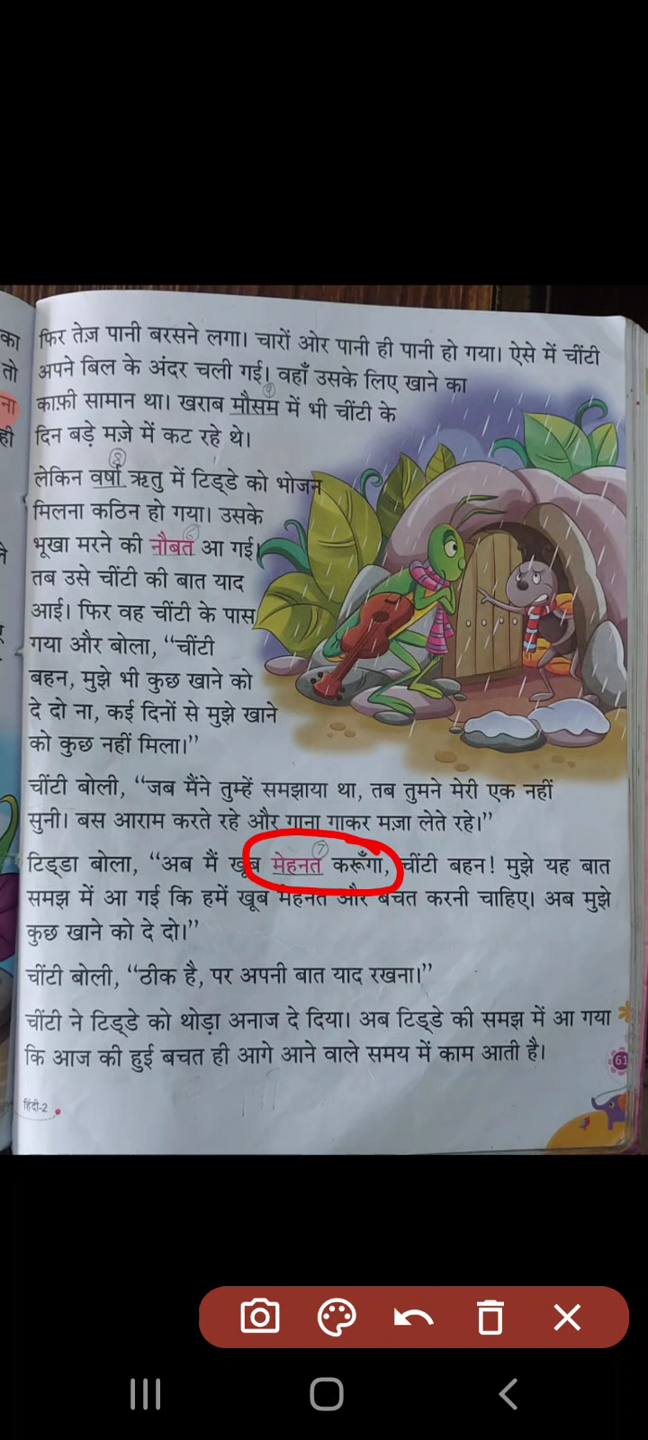 का
तो
ना
ही
फिर तेज़ पानी बरसने लगा। चारों ओर पानी ही पानी हो गया। ऐसे में चींटी
अपने बिल के अंदर चली गई। वहाँ उसके लिए खाने का
काफ़ी सामान था। खराब मौसम में भी चींटी के
दिन बड़े मज़े में कट रहे थे।
8
लेकिन वर्षा ऋतु में टिड्डे को भोजन
मिलना कठिन हो गया। उसके
भूखा मरने की नौबत आ गई।
तब उसे चींटी की बात याद
आई। फिर वह चींटी के पास
गया और बोला, “चींटी
बहन, मुझे भी कुछ खाने को
दे दो ना, कई दिनों से मुझे खाने
को कुछ नहीं मिला।”
चींटी बोली, “जब मैंने तुम्हें समझाया था, तब तुमने मेरी एक नहीं
सुनी। बस आराम करते रहे और गाना गाकर मज़ा लेते रहे।”
7
टिड्डा बोला, “अब मैं खूब मेहनत करूँगा, चींटी बहन! मुझे यह बात
समझ में आ गई कि हमें खूब मेहनत और बचत करनी चाहिए। अब मुझे
कुछ खाने को दे दो।”
चींटी बोली, “ठीक है, पर अपनी बात याद रखना।”
चींटी ने टिड्डे को थोड़ा अनाज दे दिया। अब टिड्डे की समझ में आ गया
कि आज की हुई बचत ही आगे आने वाले समय में काम आती है।
61
हिंदी-2